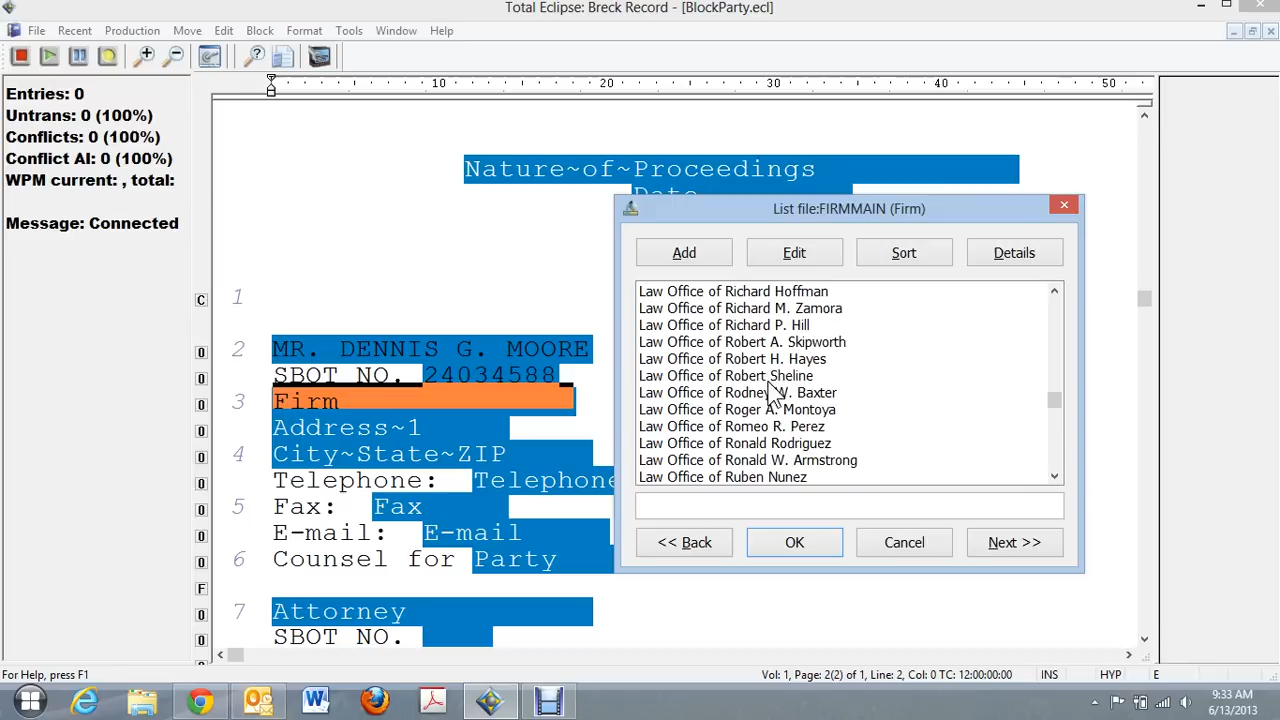 Total Eclipse: Breck Record - [BlockParty.ecl]
File Recent Production Move Edit Block Format Tools Window Help
10 20 30 40 50
Entries: 0
Untrans: 0 (100%)
Conflicts: 0 (100%)
Conflict AI: 0 (100%)
WPM current: , total:
Message: Connected
Nature~of~Proceedings
Date
C 1
O 2 MR. DENNIS G. MOORE
SBOT NO. 24034588
O 3 Firm
O Address~1
O 4 City~State~ZIP
O Telephone: Telephone
O 5 Fax: Fax
O E-mail: E-mail
O 6 Counsel for Party
F
O 7 Attorney
O SBOT NO.
List file:FIRMMAIN (Firm)
Add Edit Sort Details
Law Office of Richard Hoffman
Law Office of Richard M. Zamora
Law Office of Richard P. Hill
Law Office of Robert A. Skipworth
Law Office of Robert H. Hayes
Law Office of Robert Sheline
Law Office of Rodney W. Baxter
Law Office of Roger A. Montoya
Law Office of Romeo R. Perez
Law Office of Ronald Rodriguez
Law Office of Ronald W. Armstrong
Law Office of Ruben Nunez
<< Back OK Cancel Next >>
For Help, press F1
Vol: 1, Page: 2(2) of 1, Line: 2, Col: 0 TC: 12:00:00:00 INS HYP E
9:33 AM
6/13/2013